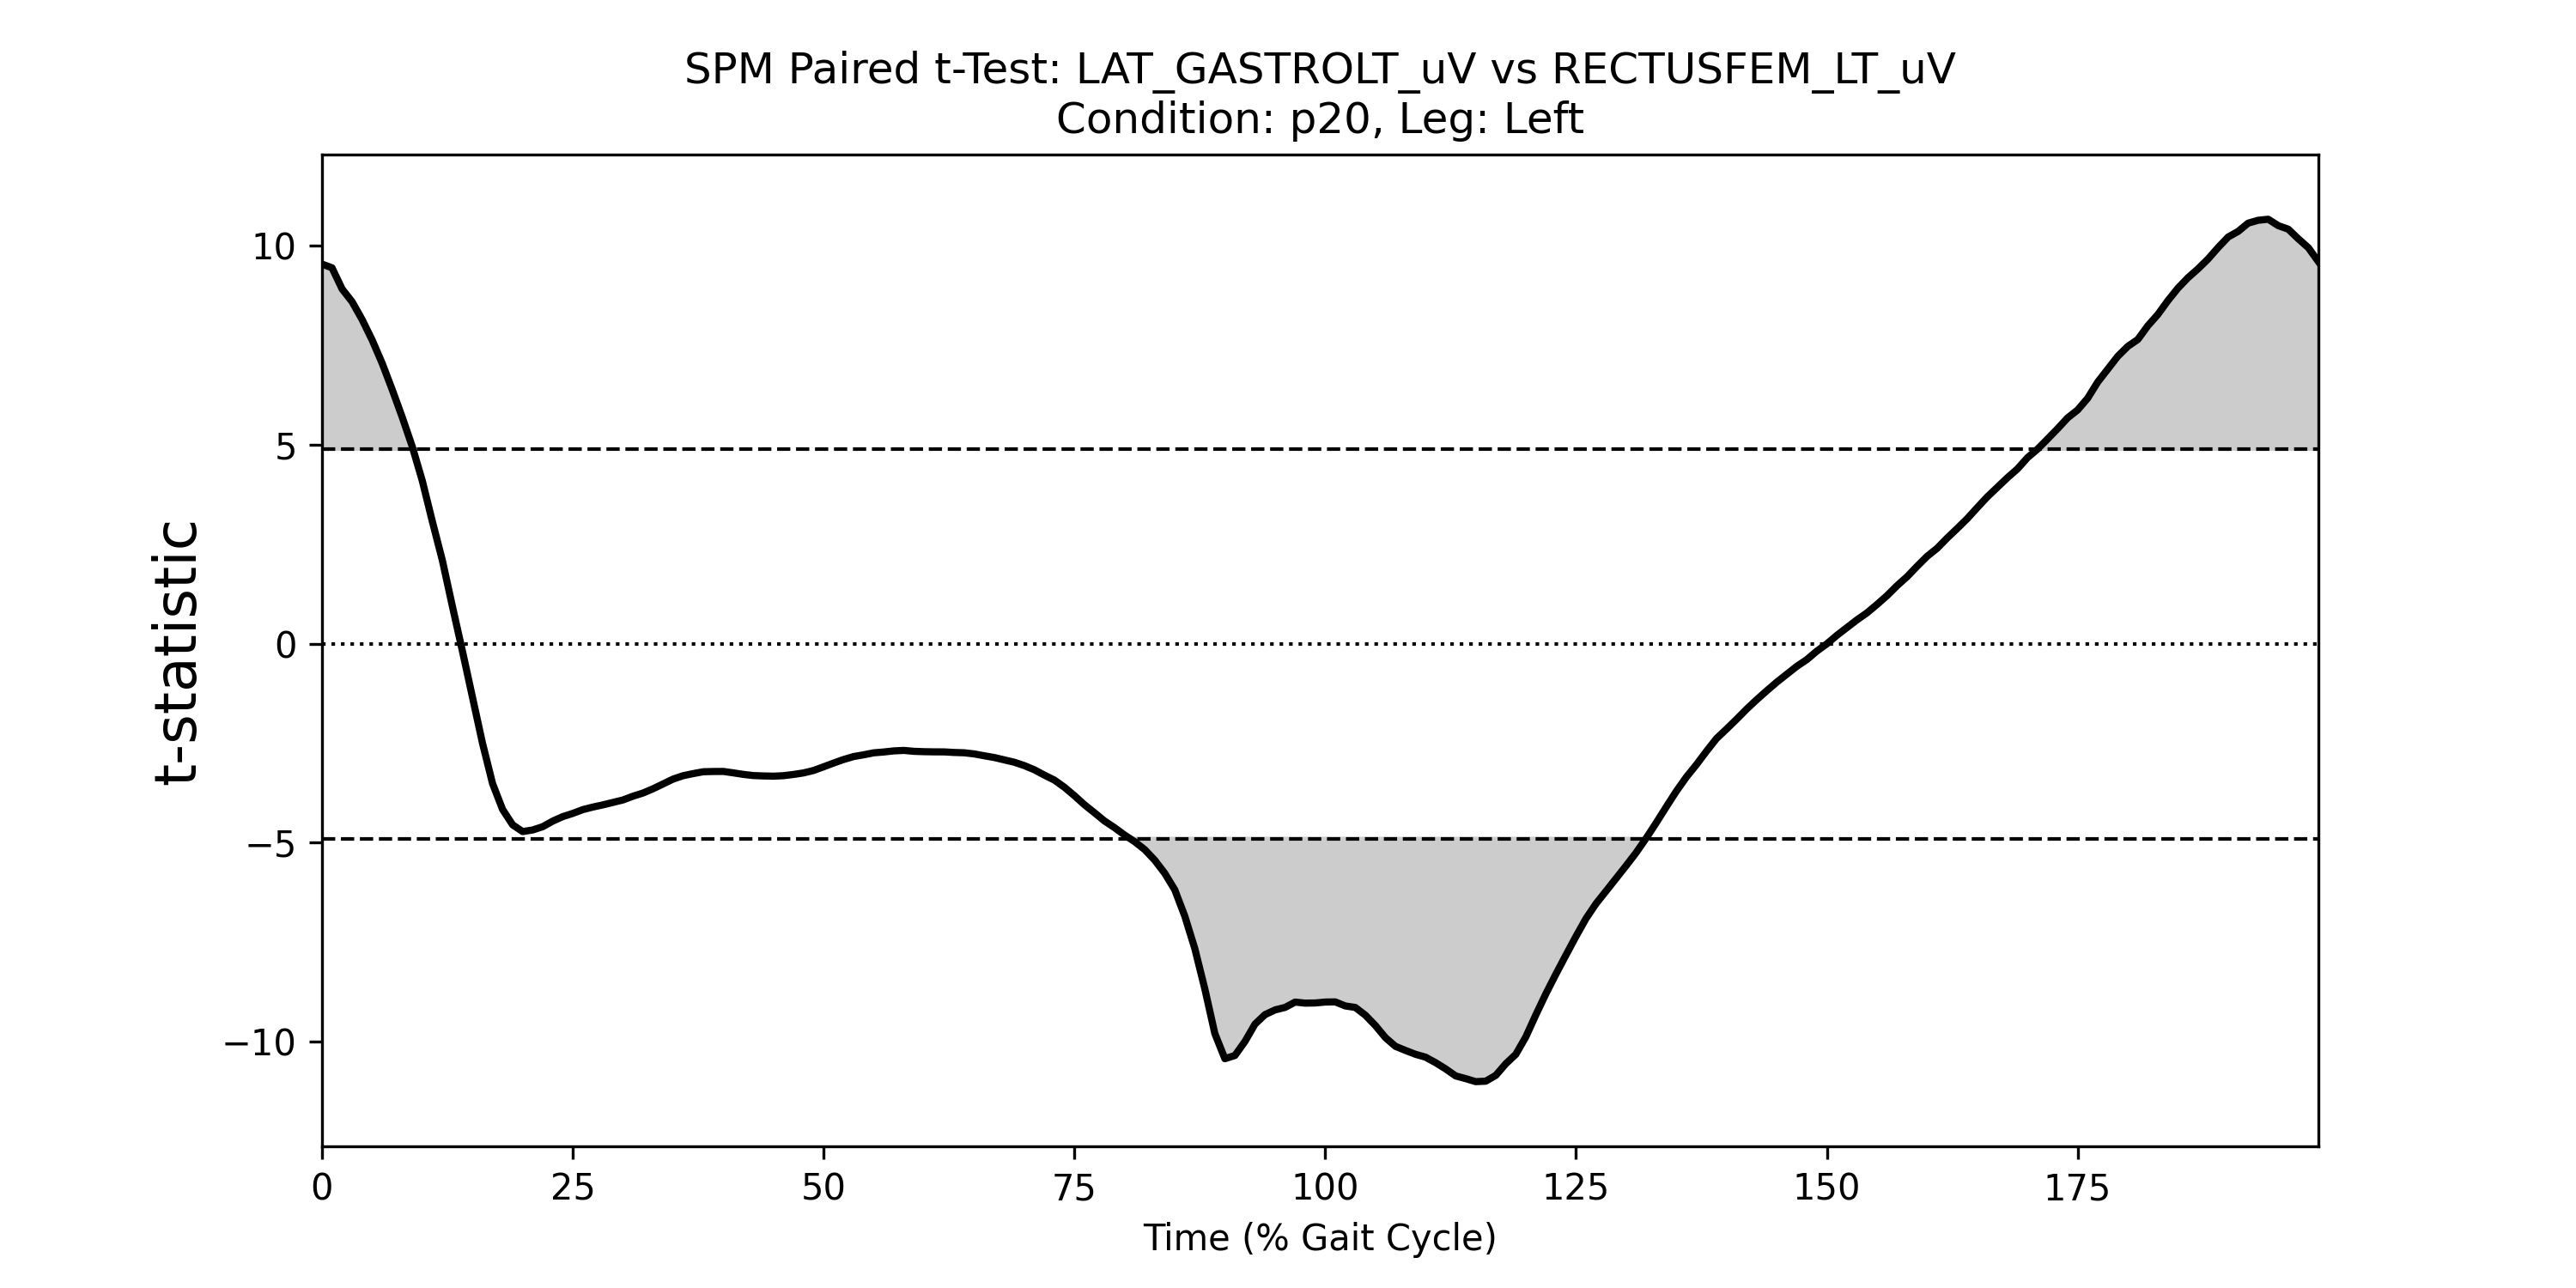 SPM Paired t-Test: LAT_GASTROLT_uV vs RECTUSFEM_LT_uV
Condition: p20, Leg: Left
10
5
0
−5
−10
t-statistic
0 25 50 75 100 125 150 175
Time (% Gait Cycle)